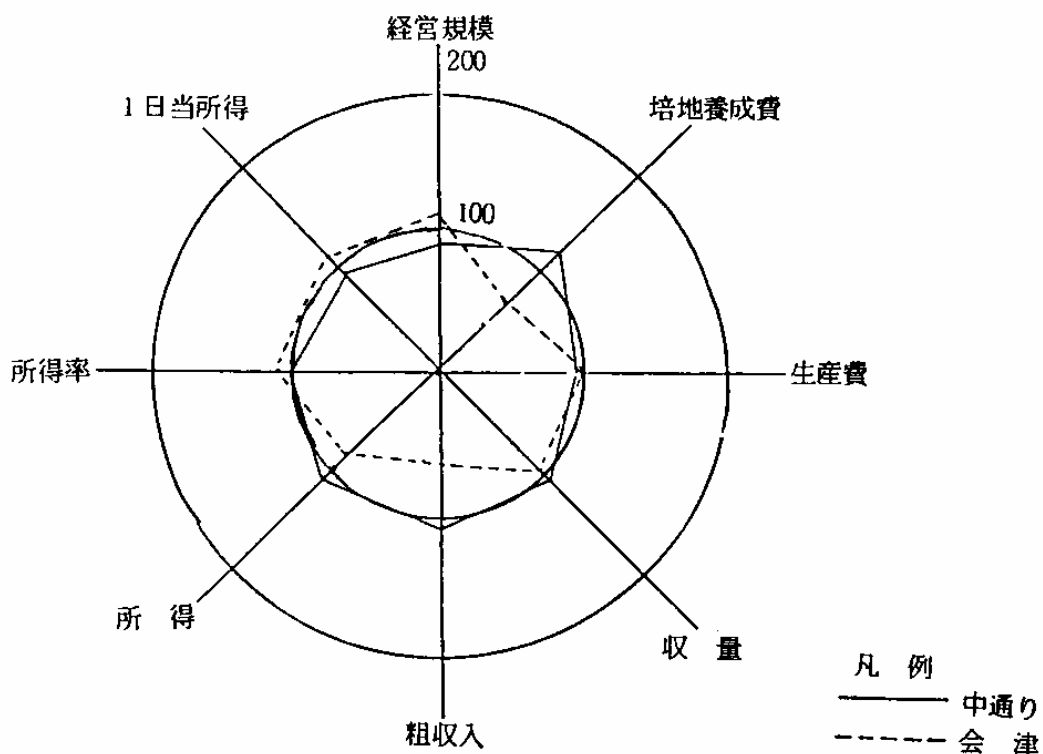 経営規模
200
1日当所得
培地養成費
100
所得率
生産費
所 得
収 量
粗収入
凡 例
中通り
会 津